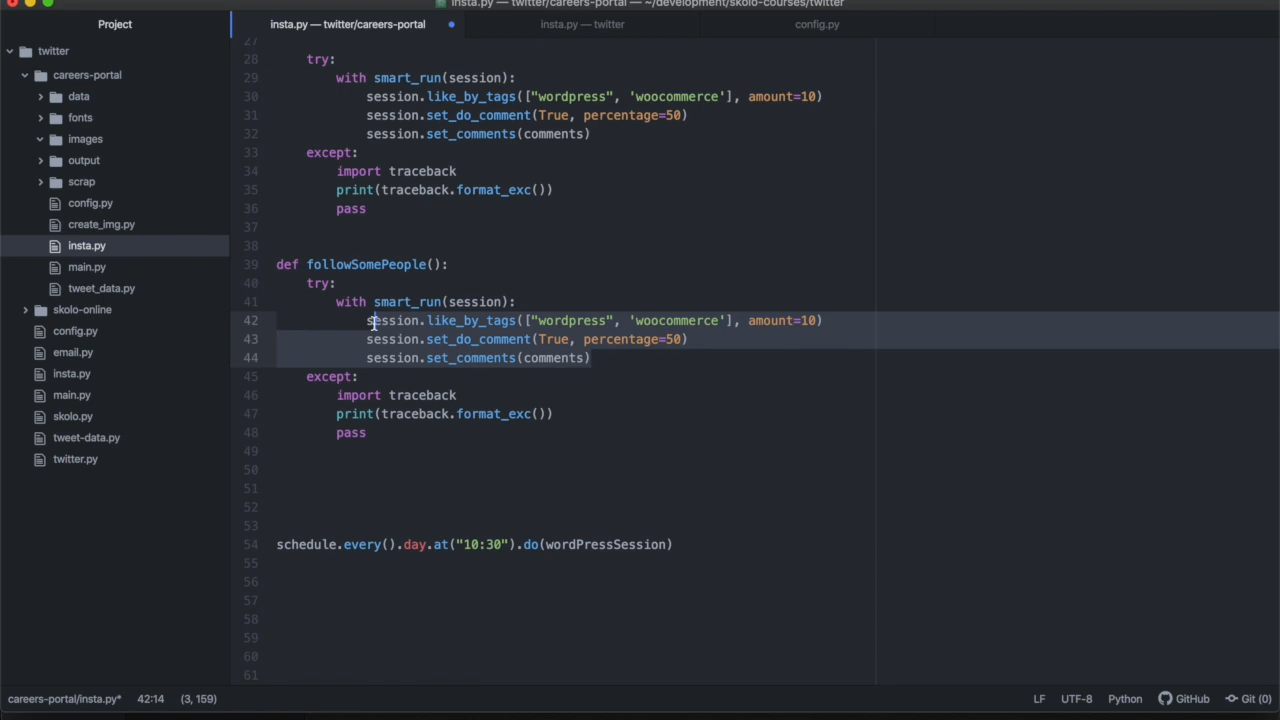 insta.py — twitter/careers-portal — ~/development/skolo-courses/twitter
Project
insta.py — twitter/careers-portal
insta.py — twitter
config.py
twitter
careers-portal
data
fonts
images
output
scrap
config.py
create_img.py
insta.py
main.py
tweet_data.py
skolo-online
config.py
email.py
insta.py
main.py
skolo.py
tweet-data.py
twitter.py
27
28 try:
29 with smart_run(session):
30 session.like_by_tags(["wordpress", 'woocommerce'], amount=10)
31 session.set_do_comment(True, percentage=50)
32 session.set_comments(comments)
33 except:
34 import traceback
35 print(traceback.format_exc())
36 pass
37
38
39 def followSomePeople():
40 try:
41 with smart_run(session):
42 session.like_by_tags(["wordpress", 'woocommerce'], amount=10)
43 session.set_do_comment(True, percentage=50)
44 session.set_comments(comments)
45 except:
46 import traceback
47 print(traceback.format_exc())
48 pass
49
50
51
52
53
54 schedule.every().day.at("10:30").do(wordPressSession)
55
56
57
58
59
60
61
careers-portal/insta.py* 42:14 (3, 159)
LF UTF-8 Python GitHub Git (0)